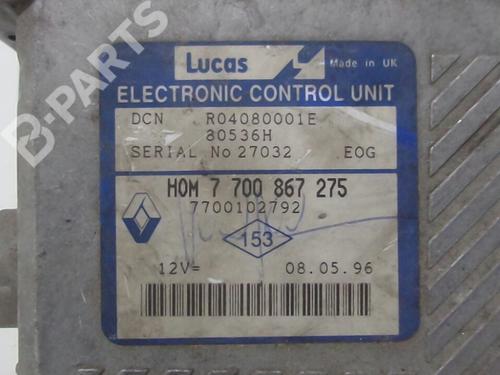 B-PARTS
Lucas
Made in UK
ELECTRONIC CONTROL UNIT
DCN R04080001E
80536H
SERIAL No 27032 EOG
HOM 7 700 867 275
7700102792
153
12V= 08.05.96